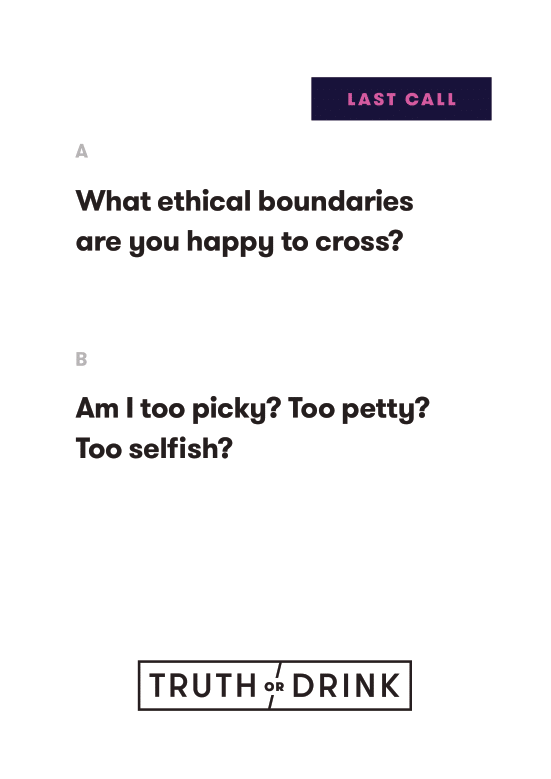 LAST CALL
A
What ethical boundaries
are you happy to cross?
B
Am I too picky? Too petty?
Too selfish?
TRUTH OR DRINK